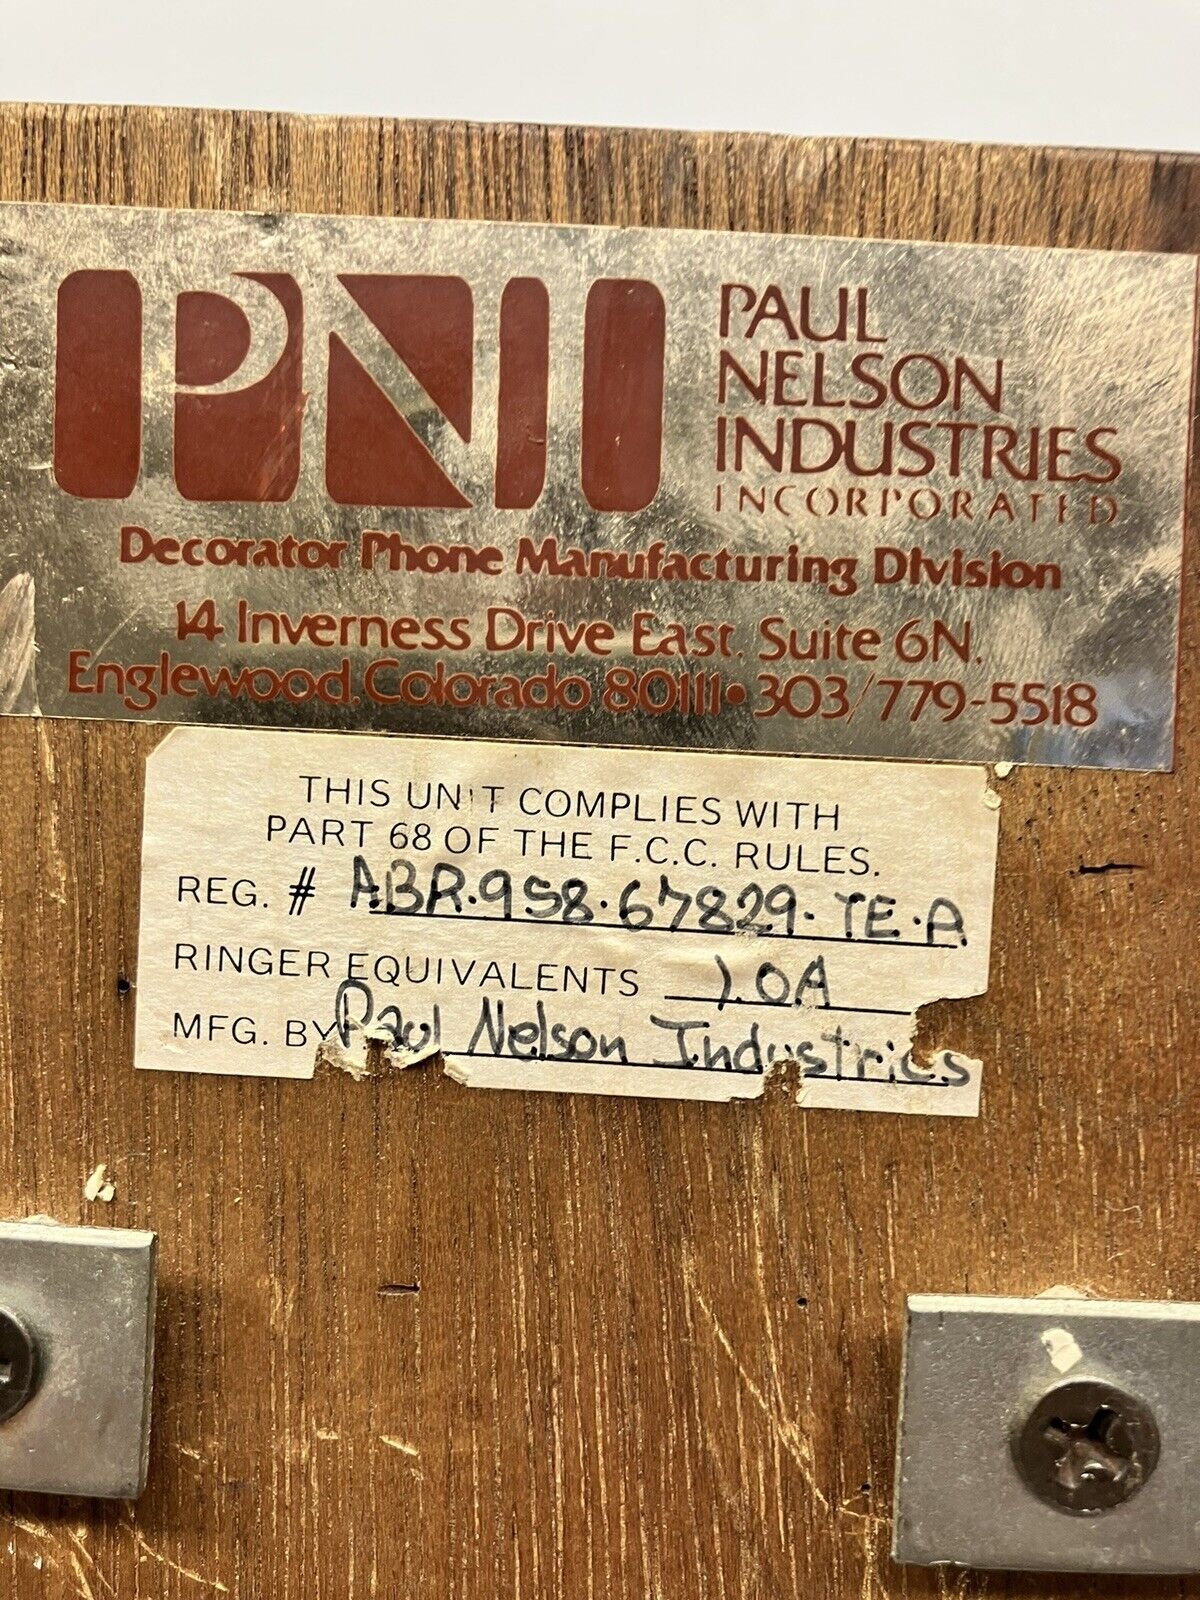 PNI
PAUL
NELSON
INDUSTRIES
INCORPORATED
Decorator Phone Manufacturing Division
14 Inverness Drive East, Suite 6N,
Englewood, Colorado 80111•303/779-5518
THIS UNIT COMPLIES WITH
PART 68 OF THE F.C.C. RULES.
REG. # ABR.958.67829.TE.A
RINGER EQUIVALENTS 1.0A
MFG. BY Paul Nelson Industries